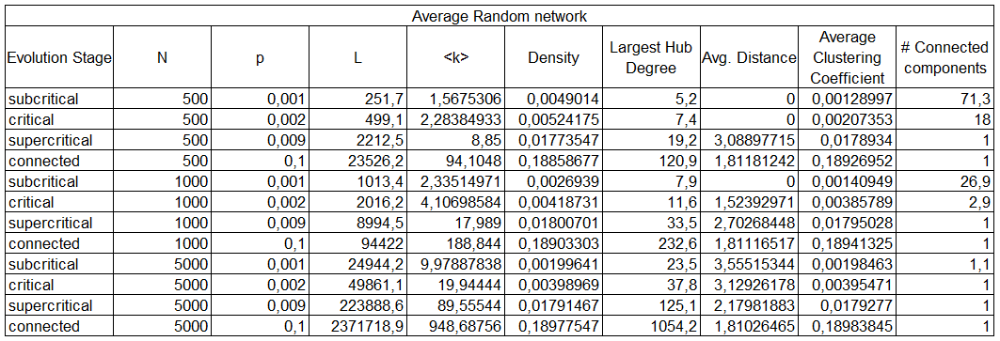 Average Random network
Evolution Stage N p L <k> Density Largest Hub Degree Avg. Distance Average Clustering Coefficient # Connected components
subcritical 500 0,001 251,7 1,5675306 0,0049014 5,2 0 0,00128997 71,3
critical 500 0,002 499,1 2,28384933 0,00524175 7,4 0 0,00207353 18
supercritical 500 0,009 2212,5 8,85 0,01773547 19,2 3,08897715 0,0178934 1
connected 500 0,1 23526,2 94,1048 0,18858677 120,9 1,81181242 0,18926952 1
subcritical 1000 0,001 1013,4 2,33514971 0,0026939 7,9 0 0,00140949 26,9
critical 1000 0,002 2016,2 4,10698584 0,00418731 11,6 1,52392971 0,00385789 2,9
supercritical 1000 0,009 8994,5 17,989 0,01800701 33,5 2,70268448 0,01795028 1
connected 1000 0,1 94422 188,844 0,18903303 232,6 1,81116517 0,18941325 1
subcritical 5000 0,001 24944,2 9,97887838 0,00199641 23,5 3,55515344 0,00198463 1,1
critical 5000 0,002 49861,1 19,94444 0,00398969 37,8 3,12926178 0,00395471 1
supercritical 5000 0,009 223888,6 89,55544 0,01791467 125,1 2,17981883 0,0179277 1
connected 5000 0,1 2371718,9 948,68756 0,18977547 1054,2 1,81026465 0,18983845 1